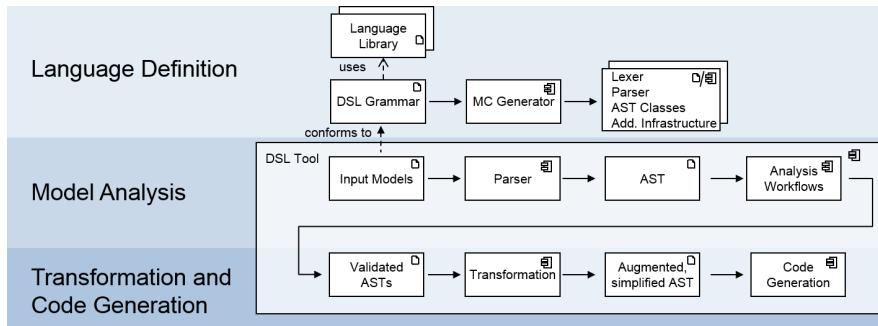 Language Definition
Language
Library
uses
DSL Grammar
MC Generator
Lexer
Parser
AST Classes
Add. Infrastructure
/
conforms to
Model Analysis
DSL Tool
Input Models
Parser
AST
Analysis
Workflows
Transformation and
Code Generation
Validated
ASTs
Transformation
Augmented,
simplified AST
Code
Generation